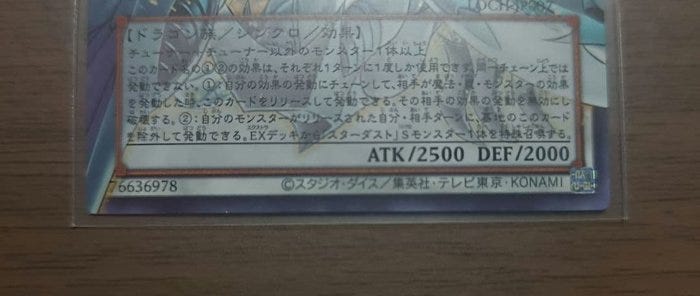 【ドラゴン族／シンクロ／効果】
チューナー＋チューナー以外のモンスター1体以上
このカード名の①②の効果は、それぞれ1ターンに1度しか使用できず、同一チェーン上では
発動できない。①：自分の効果の発動にチェーンして、相手が魔法・罠・モンスターの効果
を発動した時、このカードをリリースして発動できる。その相手の効果の発動を無効にし
破壊する。②：自分のモンスターがリリースされた自分・相手ターンに、墓地のこのカード
を除外して発動できる。EXデッキから「スターダスト」Sモンスター1体を特殊召喚する。
ATK/2500 DEF/2000
76636978
©スタジオ・ダイス／集英社・テレビ東京・KONAMI